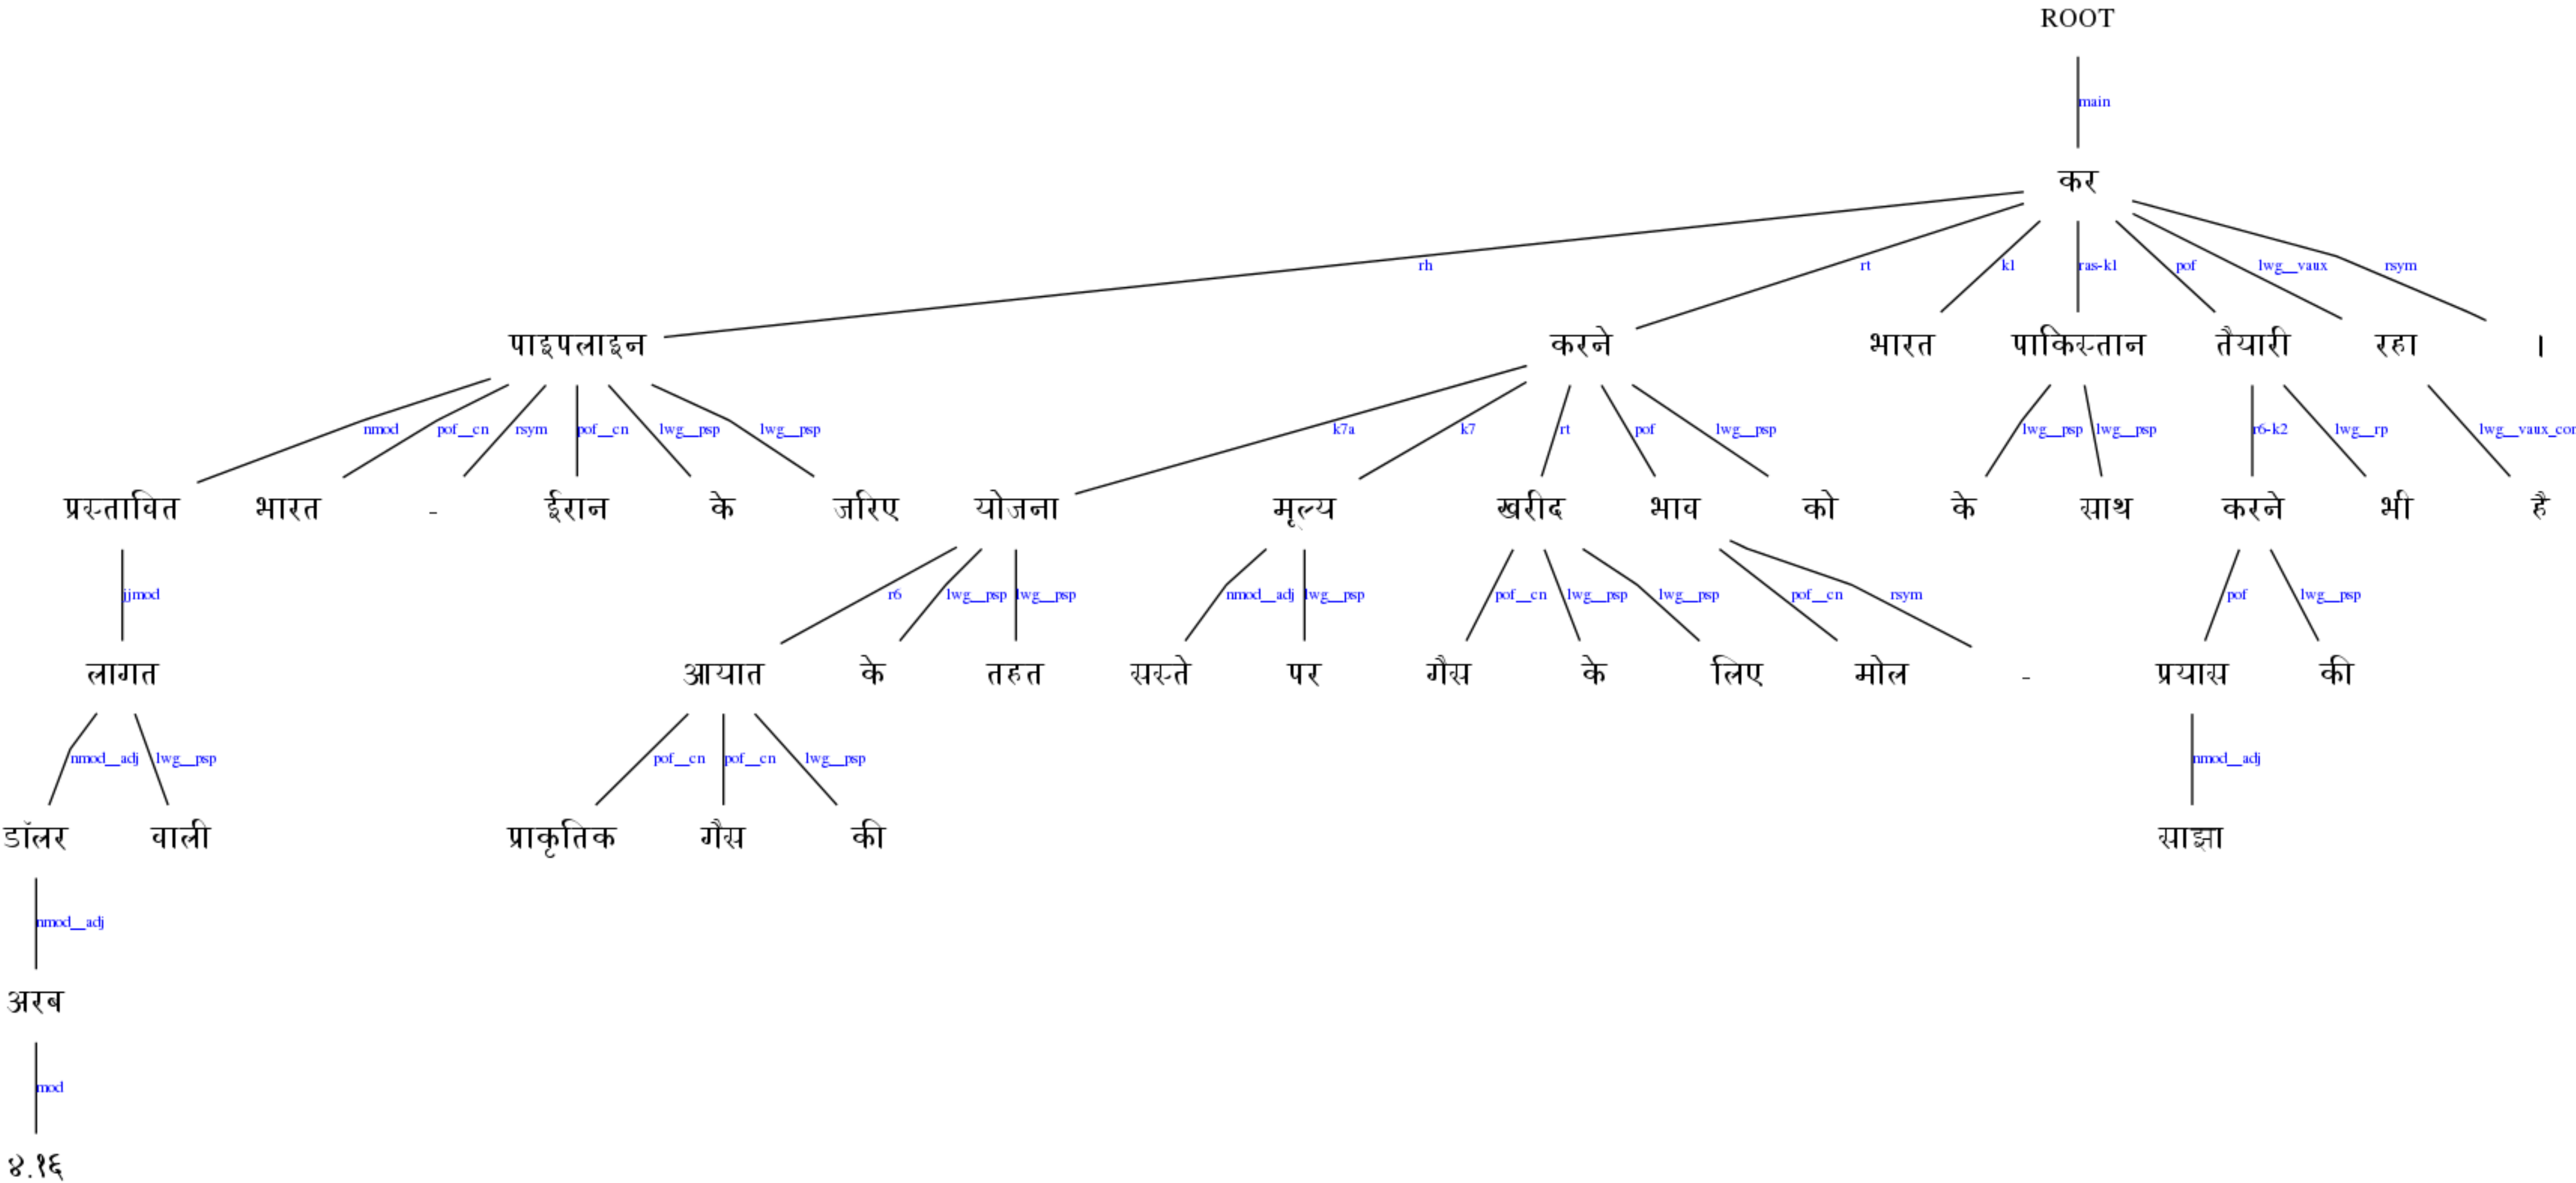 ROOT
main
कर
rh rt k1 ras-k1 pof lwg__vaux rsym
पाइपलाइन करने भारत पाकिस्तान तैयारी रहा ।
nmod pof__cn rsym pof__cn lwg__psp lwg__psp k7a k7 rt pof lwg__psp lwg__psp lwg__psp r6-k2 lwg__rp lwg__vaux_con
प्रस्तावित भारत - ईरान के जरिए योजना मूल्य खरीद भाव को के साथ करने भी है
jjmod r6 lwg__psp lwg__psp nmod__adj lwg__psp pof__cn lwg__psp lwg__psp pof__cn rsym pof lwg__psp
लागत आयात के तहत सस्ते पर गैस के लिए मोल - प्रयास की
nmod__adj lwg__psp pof__cn pof__cn lwg__psp nmod__adj
डॉलर वाली प्राकृतिक गैस की साझा
nmod__adj
अरब
mod
४.१६